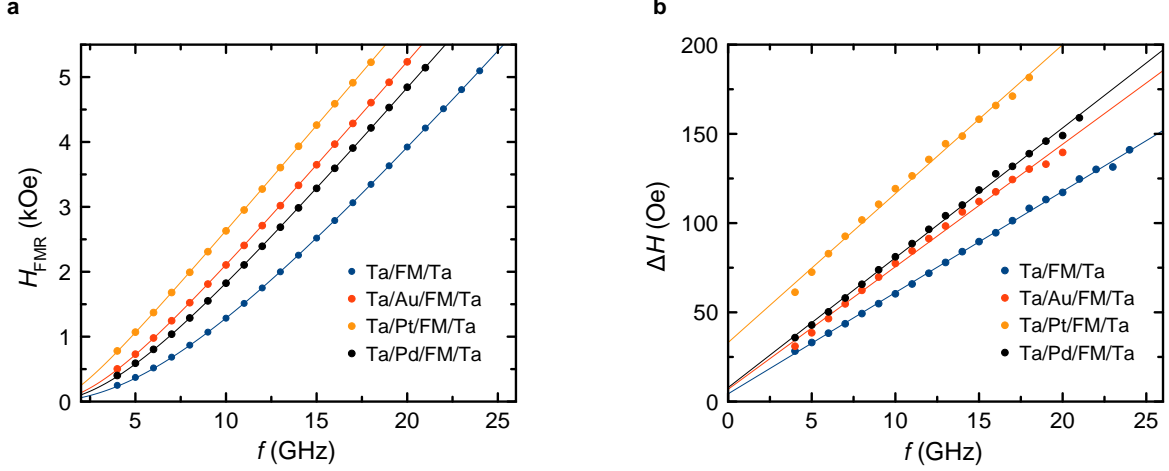 a
H_FMR (kOe)
5
4
3
2
1
0
Ta/FM/Ta
Ta/Au/FM/Ta
Ta/Pt/FM/Ta
Ta/Pd/FM/Ta
5 10 15 20 25
f (GHz)
b
ΔH (Oe)
200
150
100
50
0
Ta/FM/Ta
Ta/Au/FM/Ta
Ta/Pt/FM/Ta
Ta/Pd/FM/Ta
0 5 10 15 20 25
f (GHz)